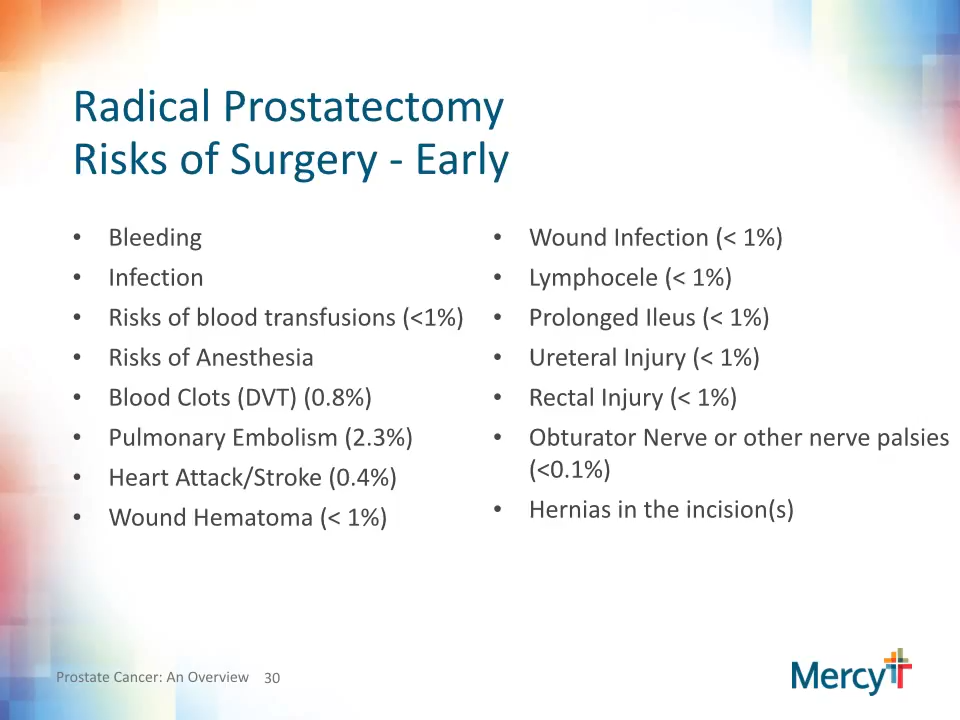 Radical Prostatectomy
Risks of Surgery - Early
• Bleeding
• Infection
• Risks of blood transfusions (<1%)
• Risks of Anesthesia
• Blood Clots (DVT) (0.8%)
• Pulmonary Embolism (2.3%)
• Heart Attack/Stroke (0.4%)
• Wound Hematoma (< 1%)
• Wound Infection (< 1%)
• Lymphocele (< 1%)
• Prolonged Ileus (< 1%)
• Ureteral Injury (< 1%)
• Rectal Injury (< 1%)
• Obturator Nerve or other nerve palsies
(<0.1%)
• Hernias in the incision(s)
Prostate Cancer: An Overview 30
Mercy